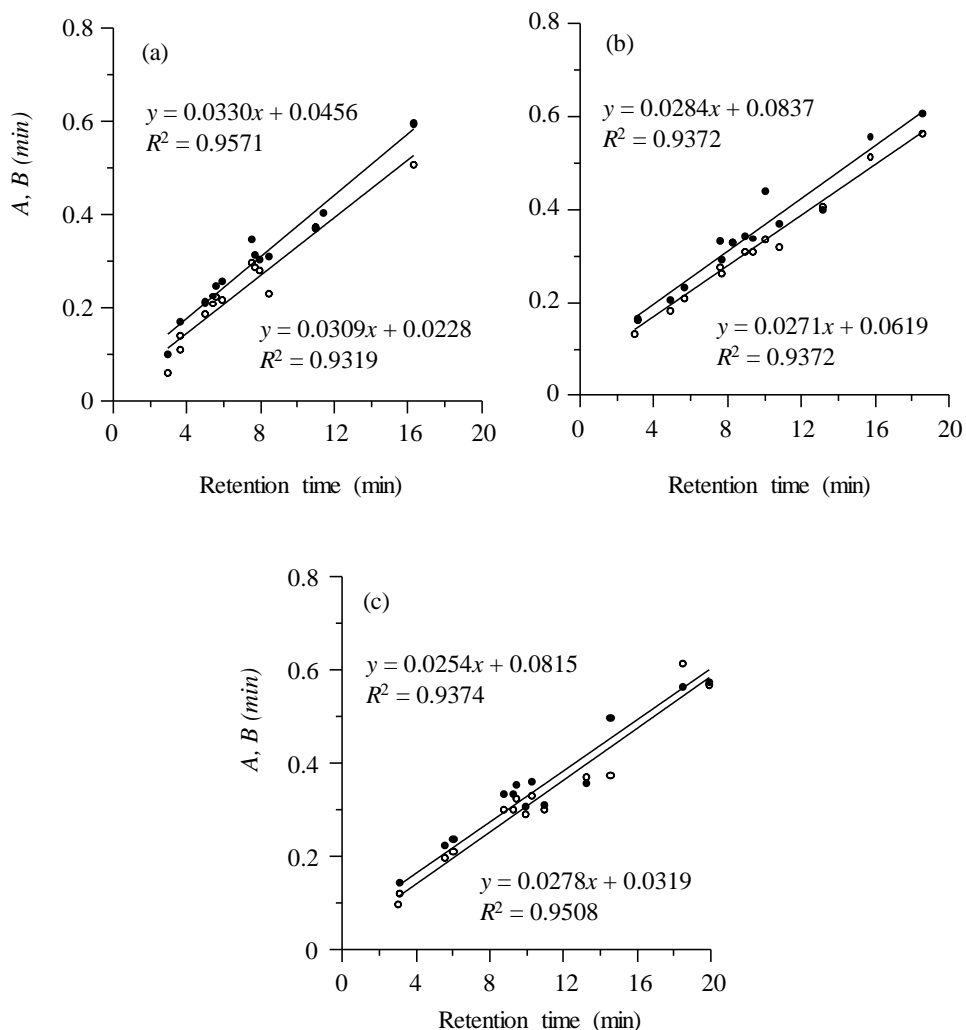 0.8
(a)
y = 0.0330x + 0.0456
R² = 0.9571
0.6
A, B (min)
0.4
0.2
y = 0.0309x + 0.0228
R² = 0.9319
0
0 4 8 12 16 20
Retention time (min)
0.8
(b)
y = 0.0284x + 0.0837
R² = 0.9372
0.6
0.4
0.2
y = 0.0271x + 0.0619
R² = 0.9372
0
0 4 8 12 16 20
Retention time (min)
0.8
(c)
y = 0.0254x + 0.0815
R² = 0.9374
0.6
A, B (min)
0.4
0.2
y = 0.0278x + 0.0319
R² = 0.9508
0
0 4 8 12 16 20
Retention time (min)